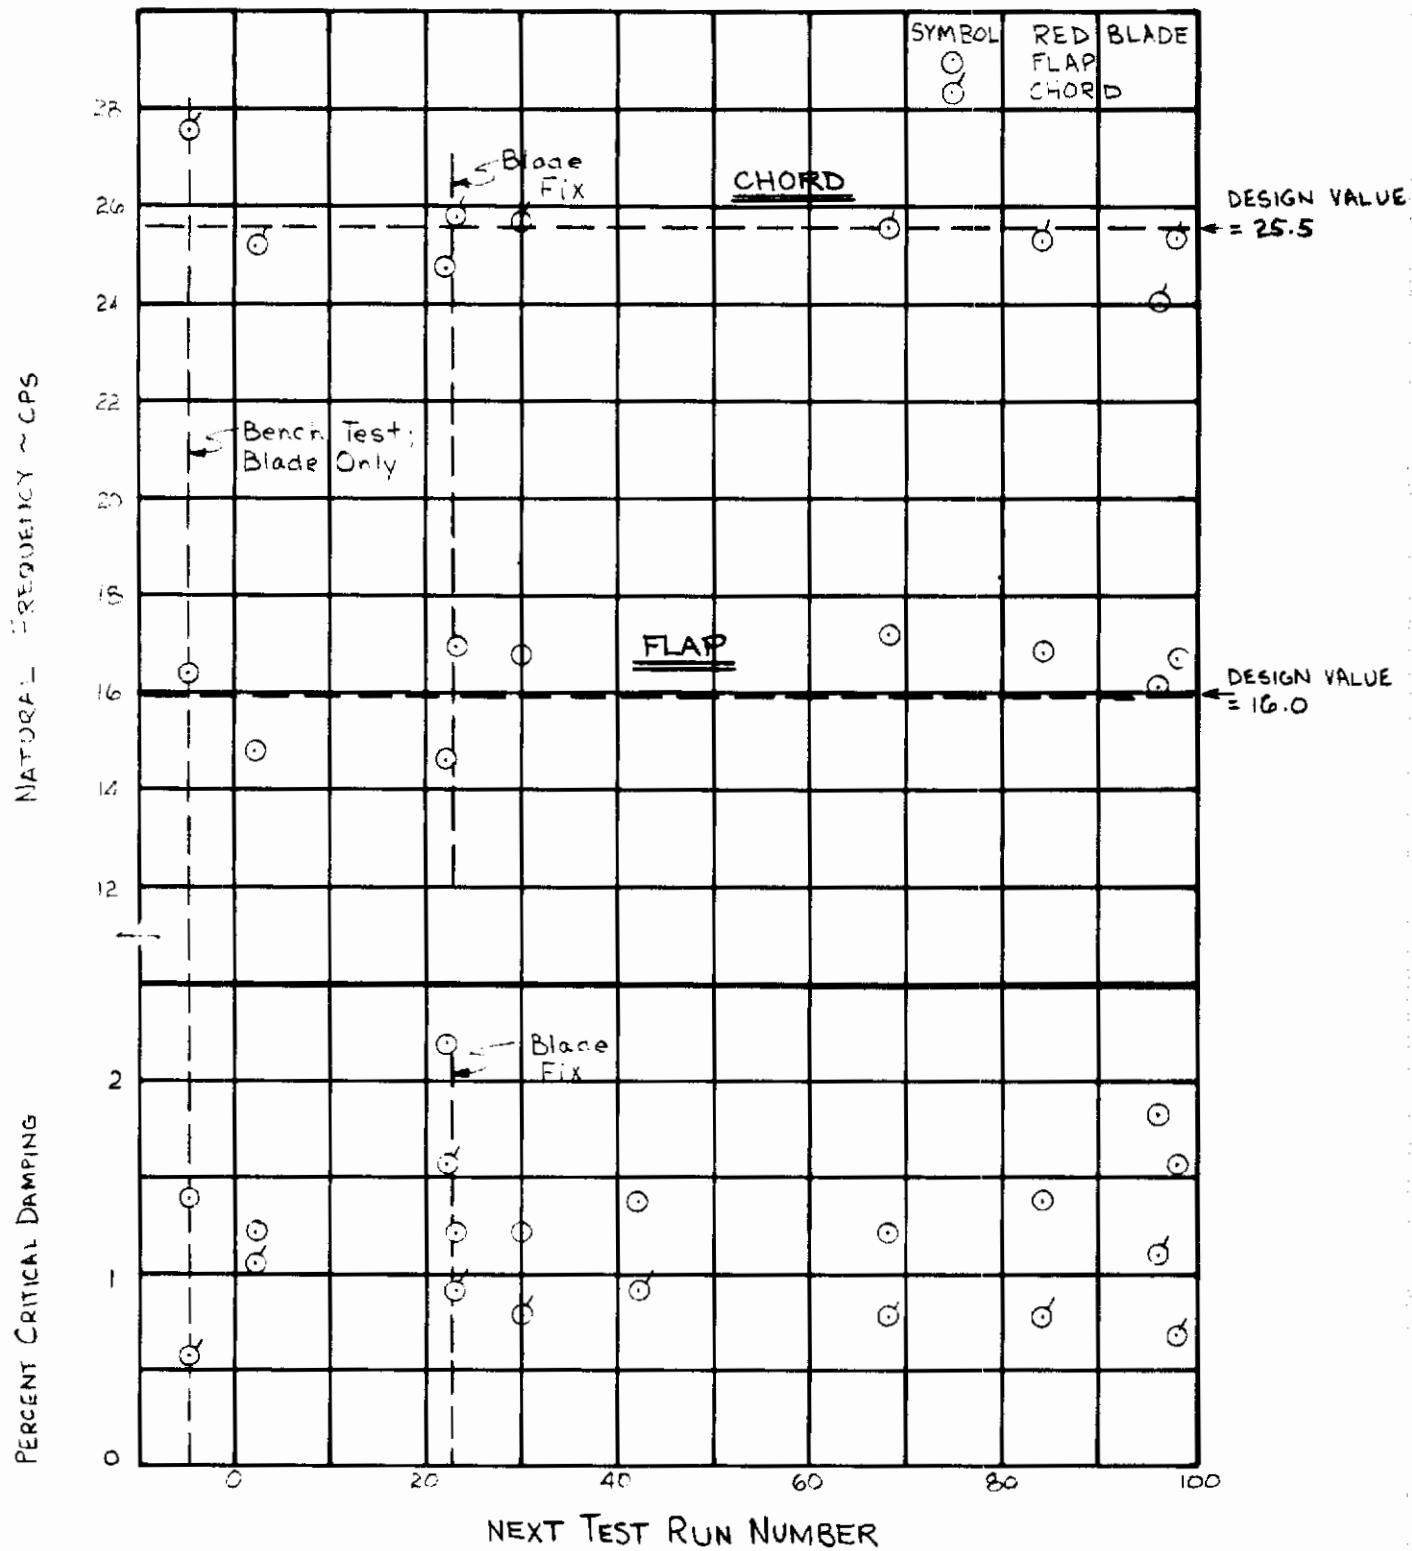 SYMBOL RED BLADE
FLAP
CHORD
28
26
24
22
20
18
16
14
12
2
1
0
Blade
Fix
CHORD
DESIGN VALUE
= 25.5
Bench Test;
Blade Only
FLAP
DESIGN VALUE
= 16.0
Blade
Fix
NATURAL FREQUENCY ~ CPS
PERCENT CRITICAL DAMPING
0 20 40 60 80 100
NEXT TEST RUN NUMBER